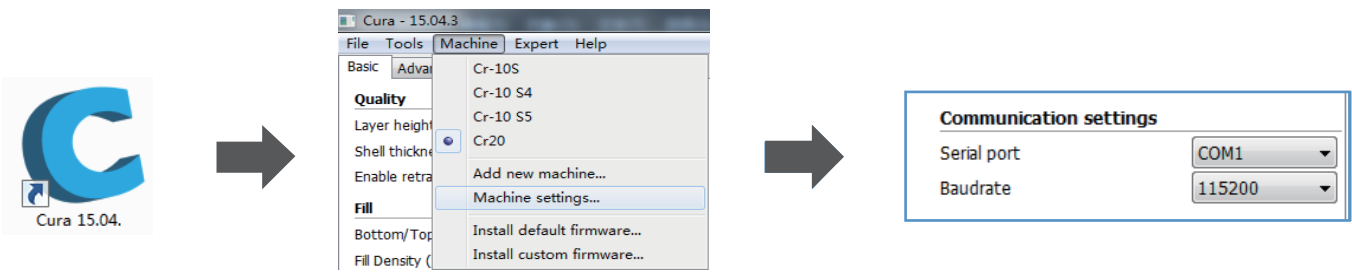 Cura 15.04.
Cura - 15.04.3
File Tools Machine Expert Help
Basic Advar
Quality
Layer height
Shell thickne
Enable retra
Fill
Bottom/Top
Fill Density (
Cr-10S
Cr-10 S4
Cr-10 S5
Cr20
Add new machine...
Machine settings...
Install default firmware...
Install custom firmware...
Communication settings
Serial port COM1
Baudrate 115200